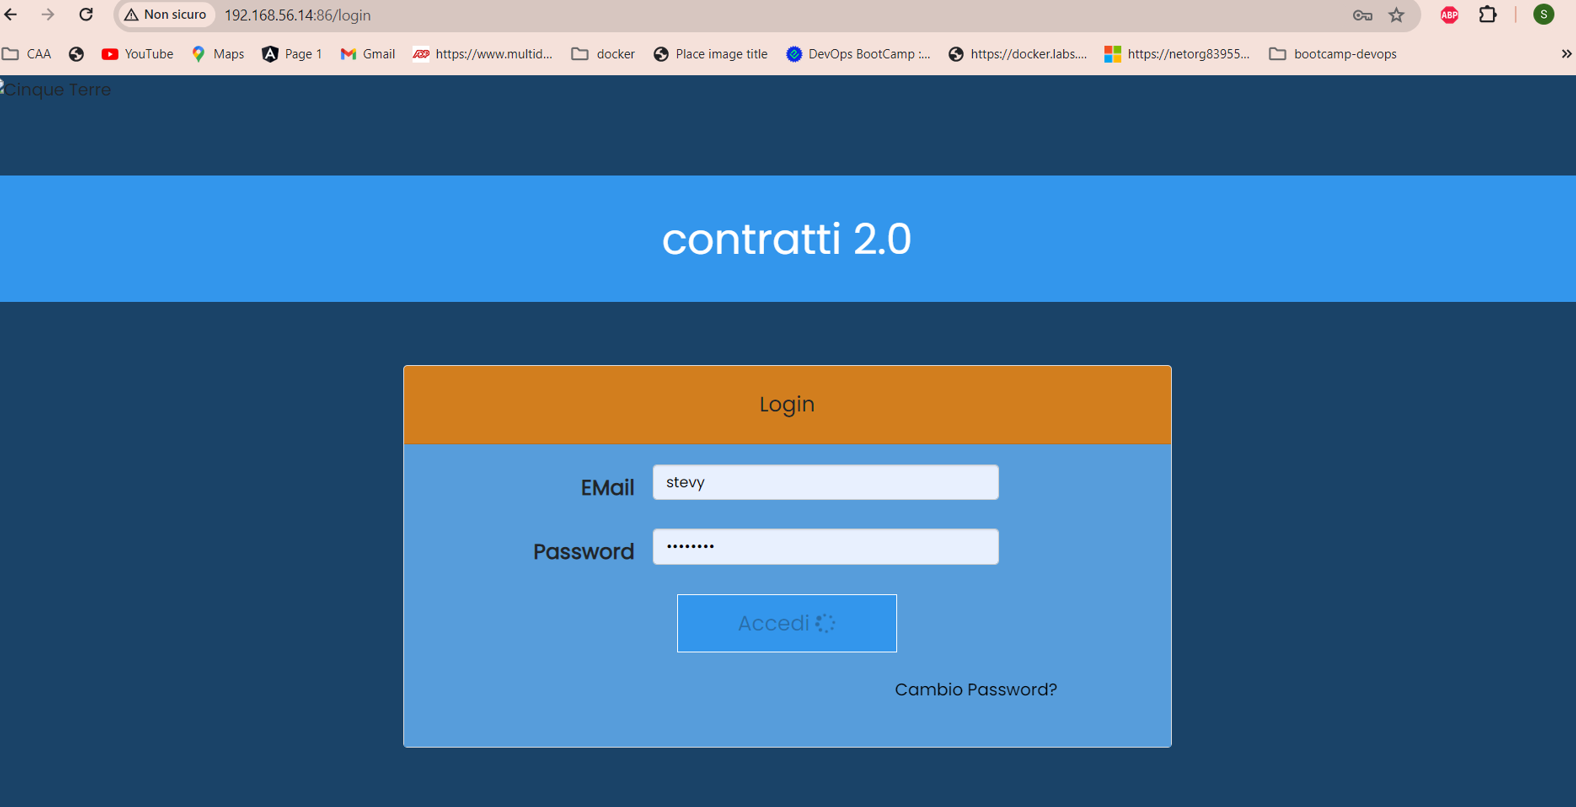 Non sicuro 192.168.56.14:86/login ABP S
CAA YouTube Maps Page 1 Gmail ADP https://www.multid... docker Place image title DevOps BootCamp :... https://docker.labs.... https://netorg83955... bootcamp-devops »
Cinque Terre
contratti 2.0
Login
EMail stevy
Password ••••••••
Accedi
Cambio Password?